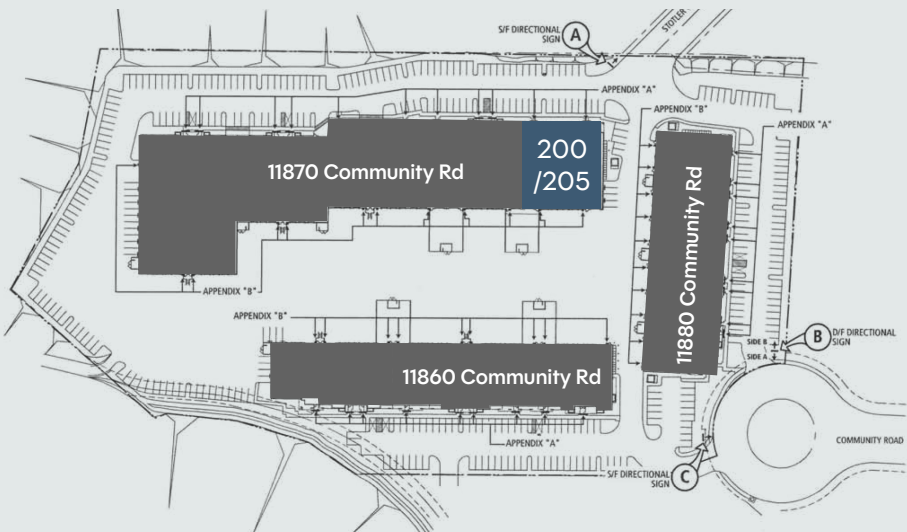 S/F DIRECTIONAL
SIGN
A
STOTLER
APPENDIX "A"
APPENDIX "B"
APPENDIX "A"
200
/205
11870 Community Rd
11880 Community Rd
APPENDIX "B"
APPENDIX "B"
SIDE B
SIDE A
B
D/F DIRECTIONAL
SIGN
11860 Community Rd
APPENDIX "A"
COMMUNITY ROAD
S/F DIRECTIONAL
SIGN
C